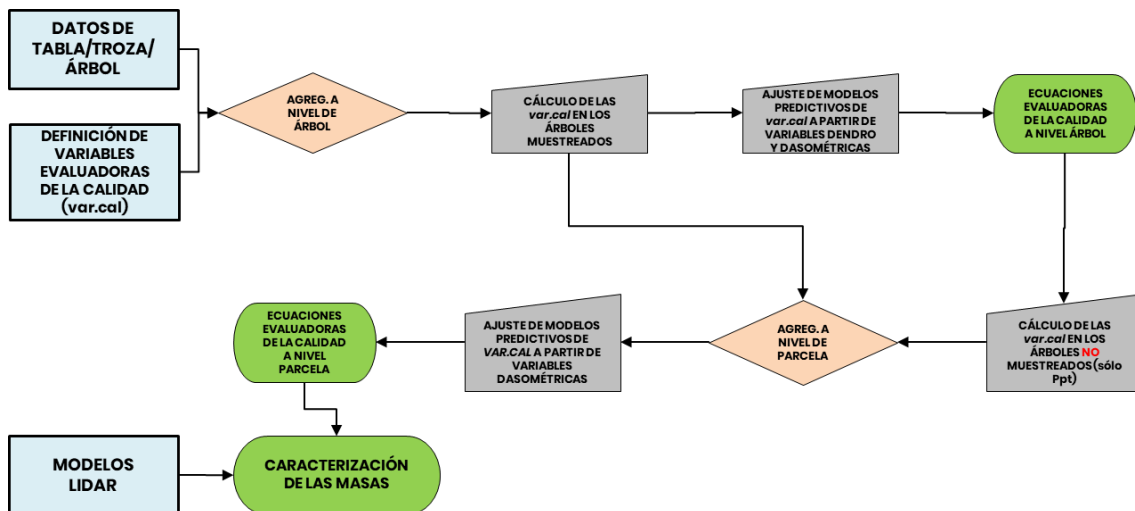 DATOS DE
TABLA/TROZA/
ÁRBOL
DEFINICIÓN DE
VARIABLES
EVALUADORAS
DE LA CALIDAD
(var.cal)
AGREG. A
NIVEL DE
ÁRBOL
CÁLCULO DE LAS
var.cal EN LOS
ÁRBOLES
MUESTREADOS
AJUSTE DE MODELOS
PREDICTIVOS DE
var.cal A PARTIR DE
VARIABLES DENDRO
Y DASOMÉTRICAS
ECUACIONES
EVALUADORAS
DE LA CALIDAD
A NIVEL ÁRBOL
CÁLCULO DE LAS
var.cal EN LOS
ÁRBOLES NO
MUESTREADOS (sólo
Ppt)
AGREG. A
NIVEL DE
PARCELA
AJUSTE DE MODELOS
PREDICTIVOS DE
VAR.CAL A PARTIR DE
VARIABLES
DASOMÉTRICAS
ECUACIONES
EVALUADORAS
DE LA CALIDAD
A NIVEL
PARCELA
MODELOS
LIDAR
CARACTERIZACIÓN
DE LAS MASAS